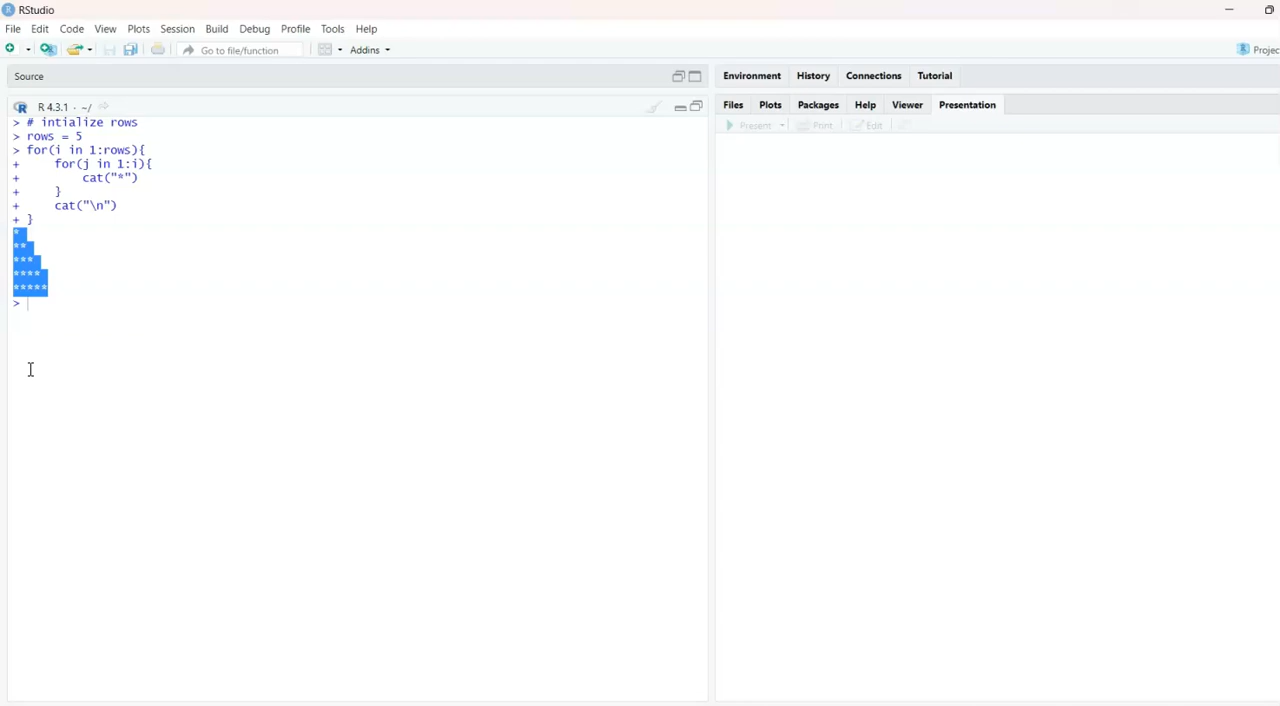 RStudio
File Edit Code View Plots Session Build Debug Profile Tools Help
Go to file/function Addins
Source
Environment History Connections Tutorial
R 4.3.1 · ~/
Files Plots Packages Help Viewer Presentation
Present Print Edit
> # intialize rows
> rows = 5
> for(i in 1:rows){
+     for(j in 1:i){
+         cat("*")
+     }
+     cat("\n")
+ }
*
**
***
****
*****
>